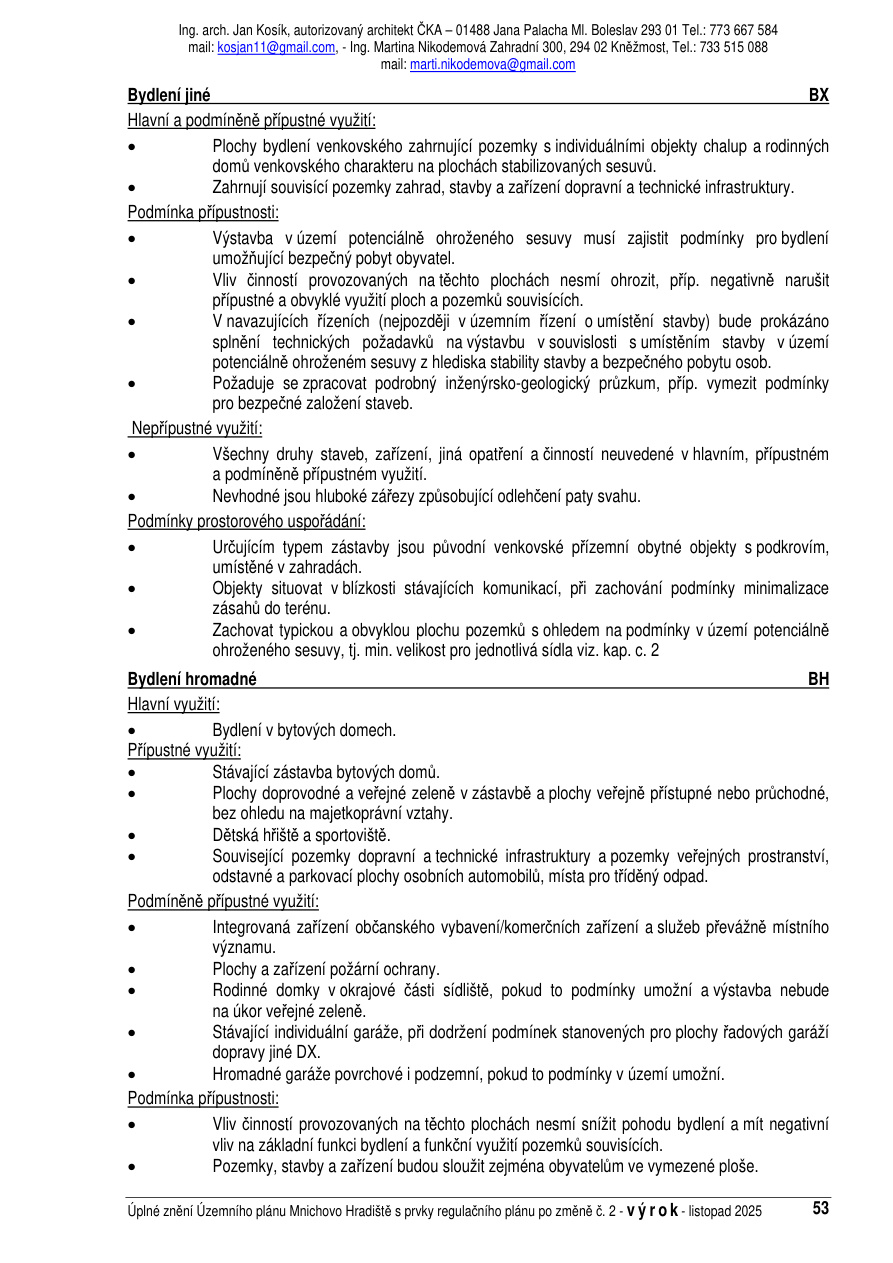 Ing. arch. Jan Kosík, autorizovaný architekt ČKA – 01488 Jana Palacha Ml. Boleslav 293 01 Tel.: 773 667 584
mail: kosjan11@gmail.com, - Ing. Martina Nikodemová Zahradní 300, 294 02 Kněžmost, Tel.: 733 515 088
mail: marti.nikodemova@gmail.com
Bydlení jiné BX
Hlavní a podmíněně přípustné využití:
• Plochy bydlení venkovského zahrnující pozemky s individuálními objekty chalup a rodinných
domů venkovského charakteru na plochách stabilizovaných sesuvů.
• Zahrnují souvisící pozemky zahrad, stavby a zařízení dopravní a technické infrastruktury.
Podmínka přípustnosti:
• Výstavba v území potenciálně ohroženého sesuvy musí zajistit podmínky pro bydlení
umožňující bezpečný pobyt obyvatel.
• Vliv činností provozovaných na těchto plochách nesmí ohrozit, příp. negativně narušit
přípustné a obvyklé využití ploch a pozemků souvisících.
• V navazujících řízeních (nejpozději v územním řízení o umístění stavby) bude prokázáno
splnění technických požadavků na výstavbu v souvislosti s umístěním stavby v území
potenciálně ohroženém sesuvy z hlediska stability stavby a bezpečného pobytu osob.
• Požaduje se zpracovat podrobný inženýrsko-geologický průzkum, příp. vymezit podmínky
pro bezpečné založení staveb.
Nepřípustné využití:
• Všechny druhy staveb, zařízení, jiná opatření a činností neuvedené v hlavním, přípustném
a podmíněně přípustném využití.
• Nevhodné jsou hluboké zářezy způsobující odlehčení paty svahu.
Podmínky prostorového uspořádání:
• Určujícím typem zástavby jsou původní venkovské přízemní obytné objekty s podkrovím,
umístěné v zahradách.
• Objekty situovat v blízkosti stávajících komunikací, při zachování podmínky minimalizace
zásahů do terénu.
• Zachovat typickou a obvyklou plochu pozemků s ohledem na podmínky v území potenciálně
ohroženého sesuvy, tj. min. velikost pro jednotlivá sídla viz. kap. c. 2
Bydlení hromadné BH
Hlavní využití:
• Bydlení v bytových domech.
Přípustné využití:
• Stávající zástavba bytových domů.
• Plochy doprovodné a veřejné zeleně v zástavbě a plochy veřejně přístupné nebo průchodné,
bez ohledu na majetkoprávní vztahy.
• Dětská hřiště a sportoviště.
• Související pozemky dopravní a technické infrastruktury a pozemky veřejných prostranství,
odstavné a parkovací plochy osobních automobilů, místa pro tříděný odpad.
Podmíněně přípustné využití:
• Integrovaná zařízení občanského vybavení/komerčních zařízení a služeb převážně místního
významu.
• Plochy a zařízení požární ochrany.
• Rodinné domky v okrajové části sídliště, pokud to podmínky umožní a výstavba nebude
na úkor veřejné zeleně.
• Stávající individuální garáže, při dodržení podmínek stanovených pro plochy řadových garáží
dopravy jiné DX.
• Hromadné garáže povrchové i podzemní, pokud to podmínky v území umožní.
Podmínka přípustnosti:
• Vliv činností provozovaných na těchto plochách nesmí snížit pohodu bydlení a mít negativní
vliv na základní funkci bydlení a funkční využití pozemků souvisících.
• Pozemky, stavby a zařízení budou sloužit zejména obyvatelům ve vymezené ploše.
Úplné znění Územního plánu Mnichovo Hradiště s prvky regulačního plánu po změně č. 2 - v ý r o k - listopad 2025 53